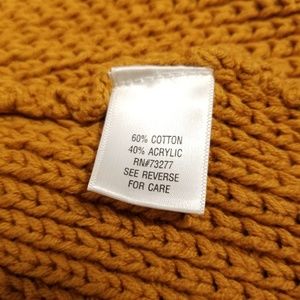 60% COTTON
40% ACRYLIC
RN#73277
SEE REVERSE
FOR CARE